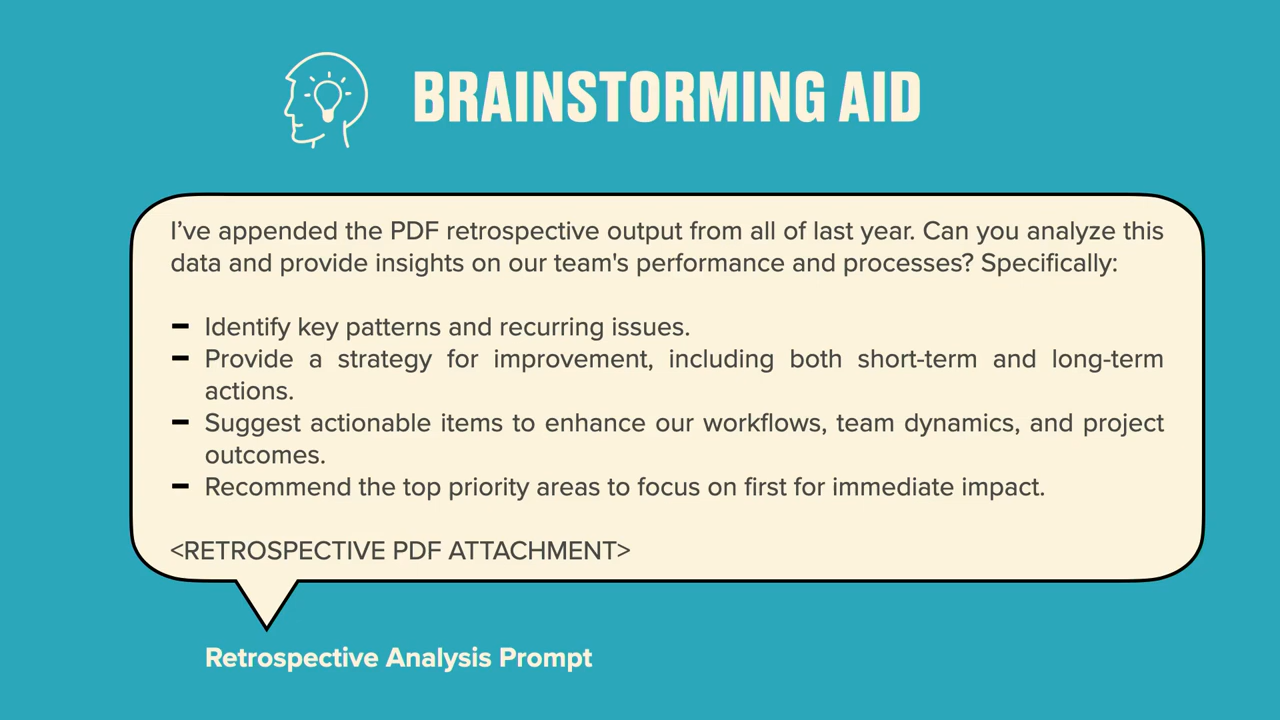 BRAINSTORMING AID
I’ve appended the PDF retrospective output from all of last year. Can you analyze this
data and provide insights on our team's performance and processes? Specifically:
– Identify key patterns and recurring issues.
– Provide a strategy for improvement, including both short-term and long-term
actions.
– Suggest actionable items to enhance our workflows, team dynamics, and project
outcomes.
– Recommend the top priority areas to focus on first for immediate impact.
<RETROSPECTIVE PDF ATTACHMENT>
Retrospective Analysis Prompt